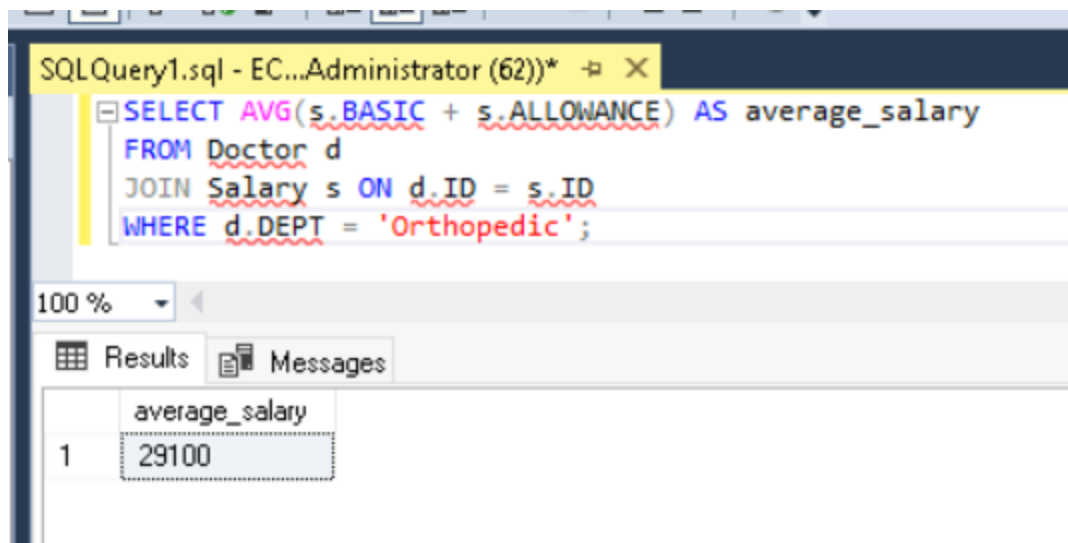 SQLQuery1.sql - EC...Administrator (62))*
SELECT AVG(s.BASIC + s.ALLOWANCE) AS average_salary
FROM Doctor d
JOIN Salary s ON d.ID = s.ID
WHERE d.DEPT = 'Orthopedic';
100 %
Results Messages
average_salary
1 29100